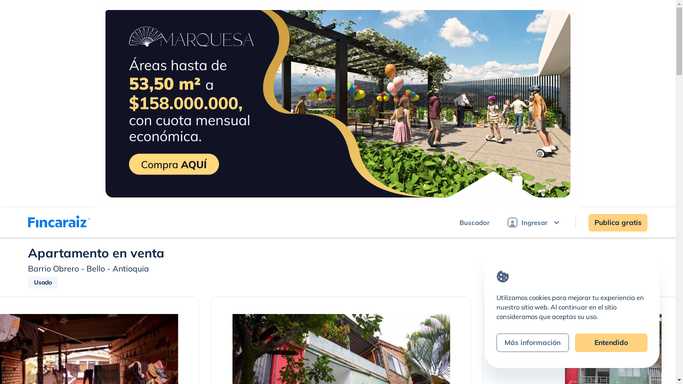 MARQUESA
Áreas hasta de
53,50 m² a
$158.000.000,
con cuota mensual
económica.
Compra AQUÍ
Fincaraiz
Buscador
Ingresar
Publica gratis
Apartamento en venta
Barrio Obrero - Bello - Antioquia
Usado
Utilizamos cookies para mejorar tu experiencia en
nuestro sitio web. Al continuar en el sitio
consideramos que aceptas su uso.
Más información
Entendido